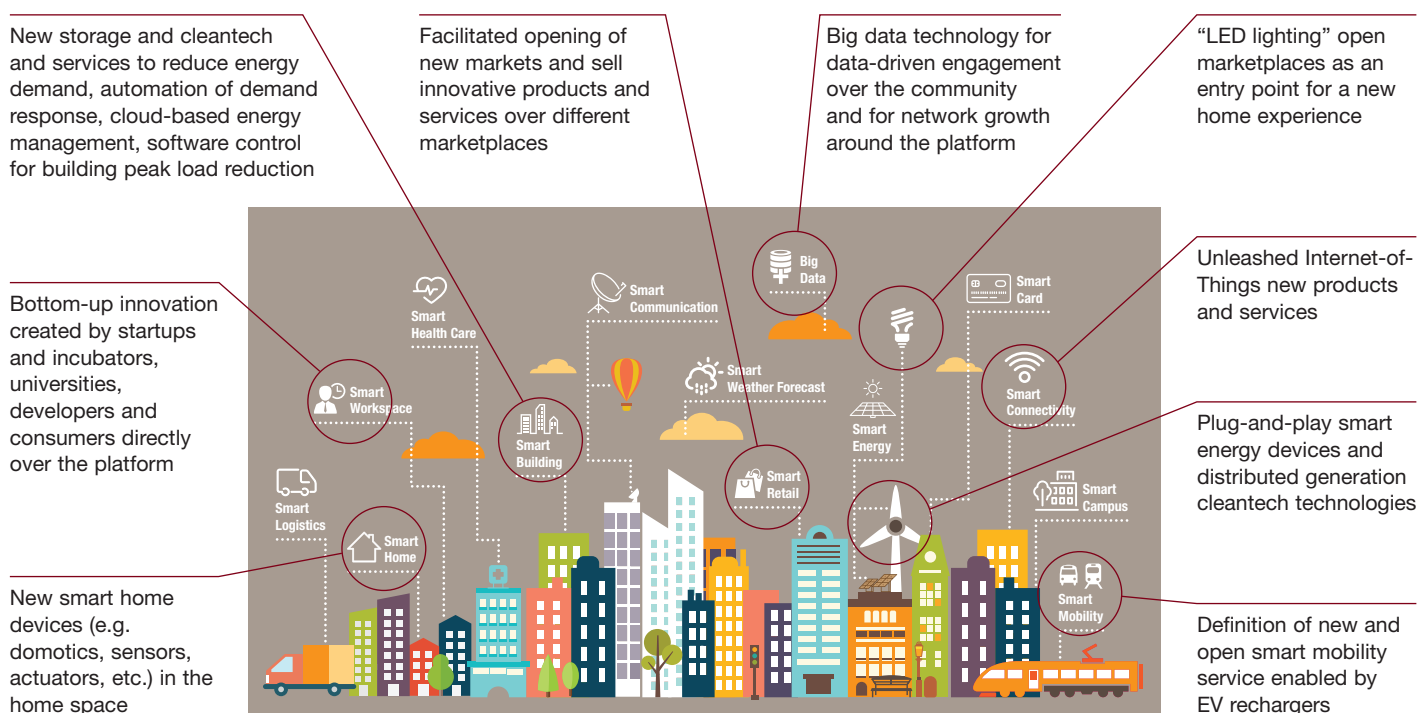 New storage and cleantech
and services to reduce energy
demand, automation of demand
response, cloud-based energy
management, software control
for building peak load reduction
Facilitated opening of
new markets and sell
innovative products and
services over different
marketplaces
Big data technology for
data-driven engagement
over the community
and for network growth
around the platform
“LED lighting” open
marketplaces as an
entry point for a new
home experience
Bottom-up innovation
created by startups
and incubators,
universities,
developers and
consumers directly
over the platform
New smart home
devices (e.g.
domotics, sensors,
actuators, etc.) in the
home space
Smart
Health Care
Smart
Communication
Big
Data
Smart
Card
Smart
Workspace
Smart
Building
Smart
Weather Forecast
Smart
Energy
Smart
Connectivity
Smart
Logistics
Smart
Home
Smart
Retail
Smart
Campus
Smart
Mobility
Unleashed Internet-of-
Things new products
and services
Plug-and-play smart
energy devices and
distributed generation
cleantech technologies
Definition of new and
open smart mobility
service enabled by
EV rechargers